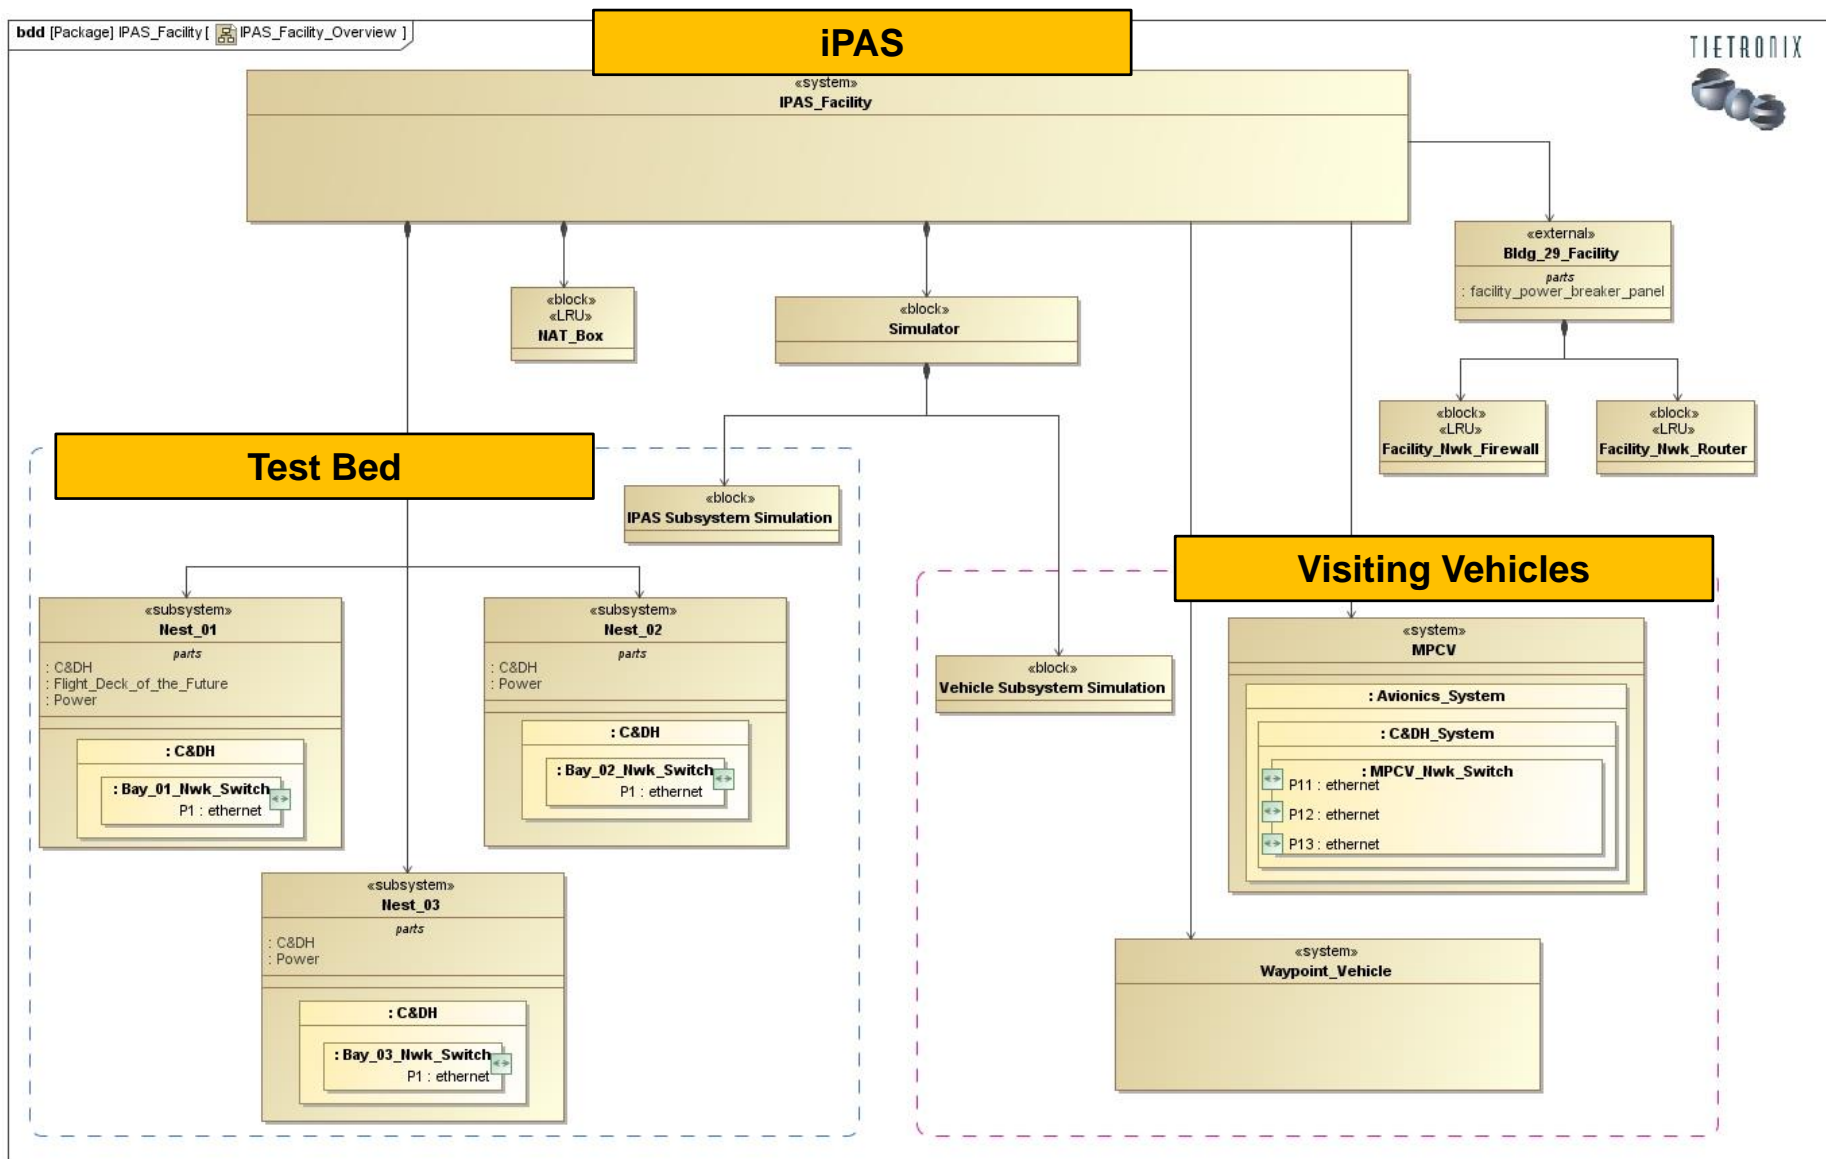 bdd [Package] IPAS_Facility [ IPAS_Facility_Overview ]
iPAS
TIETRONIX
«system»
IPAS_Facility
«external»
Bldg_29_Facility
parts
: facility_power_breaker_panel
«block»
«LRU»
NAT_Box
«block»
Simulator
«block»
«LRU»
Facility_Nwk_Firewall
«block»
«LRU»
Facility_Nwk_Router
Test Bed
«block»
IPAS Subsystem Simulation
Visiting Vehicles
«subsystem»
Nest_01
parts
: C&DH
: Flight_Deck_of_the_Future
: Power
: C&DH
: Bay_01_Nwk_Switch
P1 : ethernet
«subsystem»
Nest_02
parts
: C&DH
: Power
: C&DH
: Bay_02_Nwk_Switch
P1 : ethernet
«block»
Vehicle Subsystem Simulation
«system»
MPCV
: Avionics_System
: C&DH_System
: MPCV_Nwk_Switch
P11 : ethernet
P12 : ethernet
P13 : ethernet
«subsystem»
Nest_03
parts
: C&DH
: Power
: C&DH
: Bay_03_Nwk_Switch
P1 : ethernet
«system»
Waypoint_Vehicle